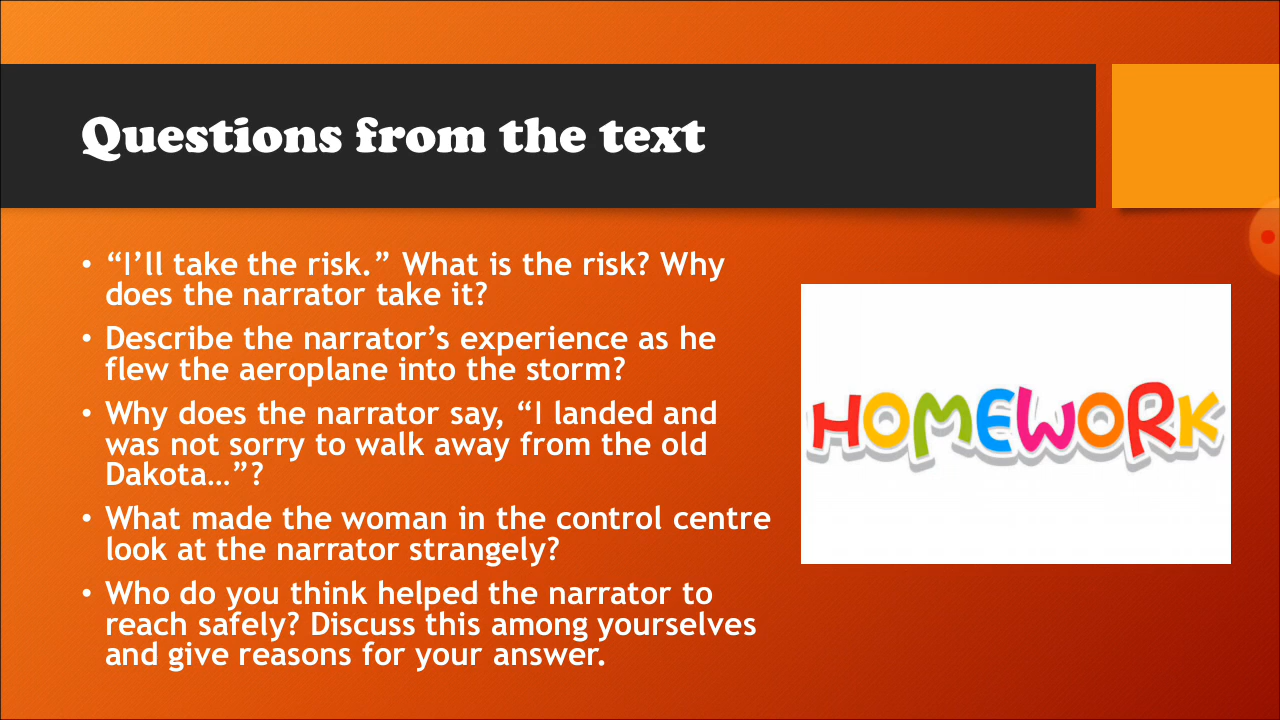 Questions from the text
• “I’ll take the risk.” What is the risk? Why
does the narrator take it?
• Describe the narrator’s experience as he
flew the aeroplane into the storm?
• Why does the narrator say, “I landed and
was not sorry to walk away from the old
Dakota…”?
• What made the woman in the control centre
look at the narrator strangely?
• Who do you think helped the narrator to
reach safely? Discuss this among yourselves
and give reasons for your answer.
HOMEWORK